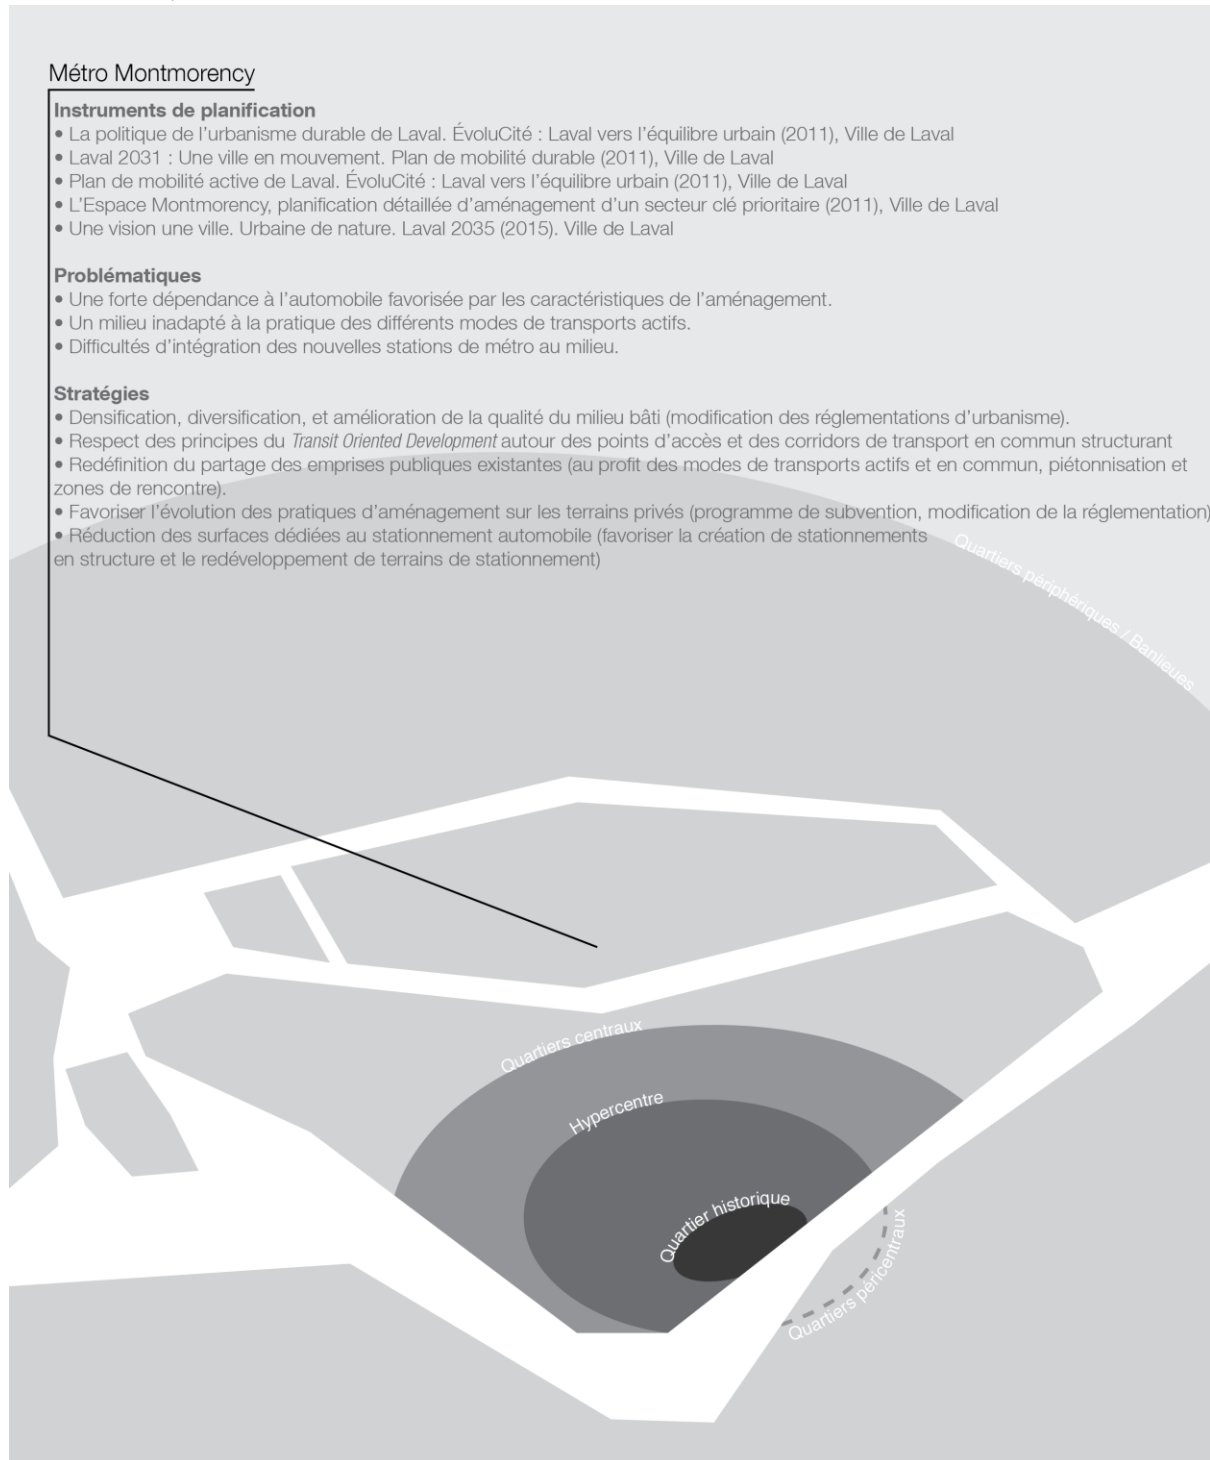 Métro Montmorency
Instruments de planification
• La politique de l'urbanisme durable de Laval. ÉvoluCité : Laval vers l'équilibre urbain (2011), Ville de Laval
• Laval 2031 : Une ville en mouvement. Plan de mobilité durable (2011), Ville de Laval
• Plan de mobilité active de Laval. ÉvoluCité : Laval vers l'équilibre urbain (2011), Ville de Laval
• L'Espace Montmorency, planification détaillée d'aménagement d'un secteur clé prioritaire (2011), Ville de Laval
• Une vision une ville. Urbaine de nature. Laval 2035 (2015). Ville de Laval
Problématiques
• Une forte dépendance à l'automobile favorisée par les caractéristiques de l'aménagement.
• Un milieu inadapté à la pratique des différents modes de transports actifs.
• Difficultés d'intégration des nouvelles stations de métro au milieu.
Stratégies
• Densification, diversification, et amélioration de la qualité du milieu bâti (modification des réglementations d'urbanisme).
• Respect des principes du Transit Oriented Development autour des points d'accès et des corridors de transport en commun structurant
• Redéfinition du partage des emprises publiques existantes (au profit des modes de transports actifs et en commun, piétonnisation et
zones de rencontre).
• Favoriser l'évolution des pratiques d'aménagement sur les terrains privés (programme de subvention, modification de la réglementation)
• Réduction des surfaces dédiées au stationnement automobile (favoriser la création de stationnements
en structure et le redéveloppement de terrains de stationnement)
Quartiers périphériques / Banlieues
Quartiers centraux
Hypercentre
Quartier historique
Quartiers péricentraux